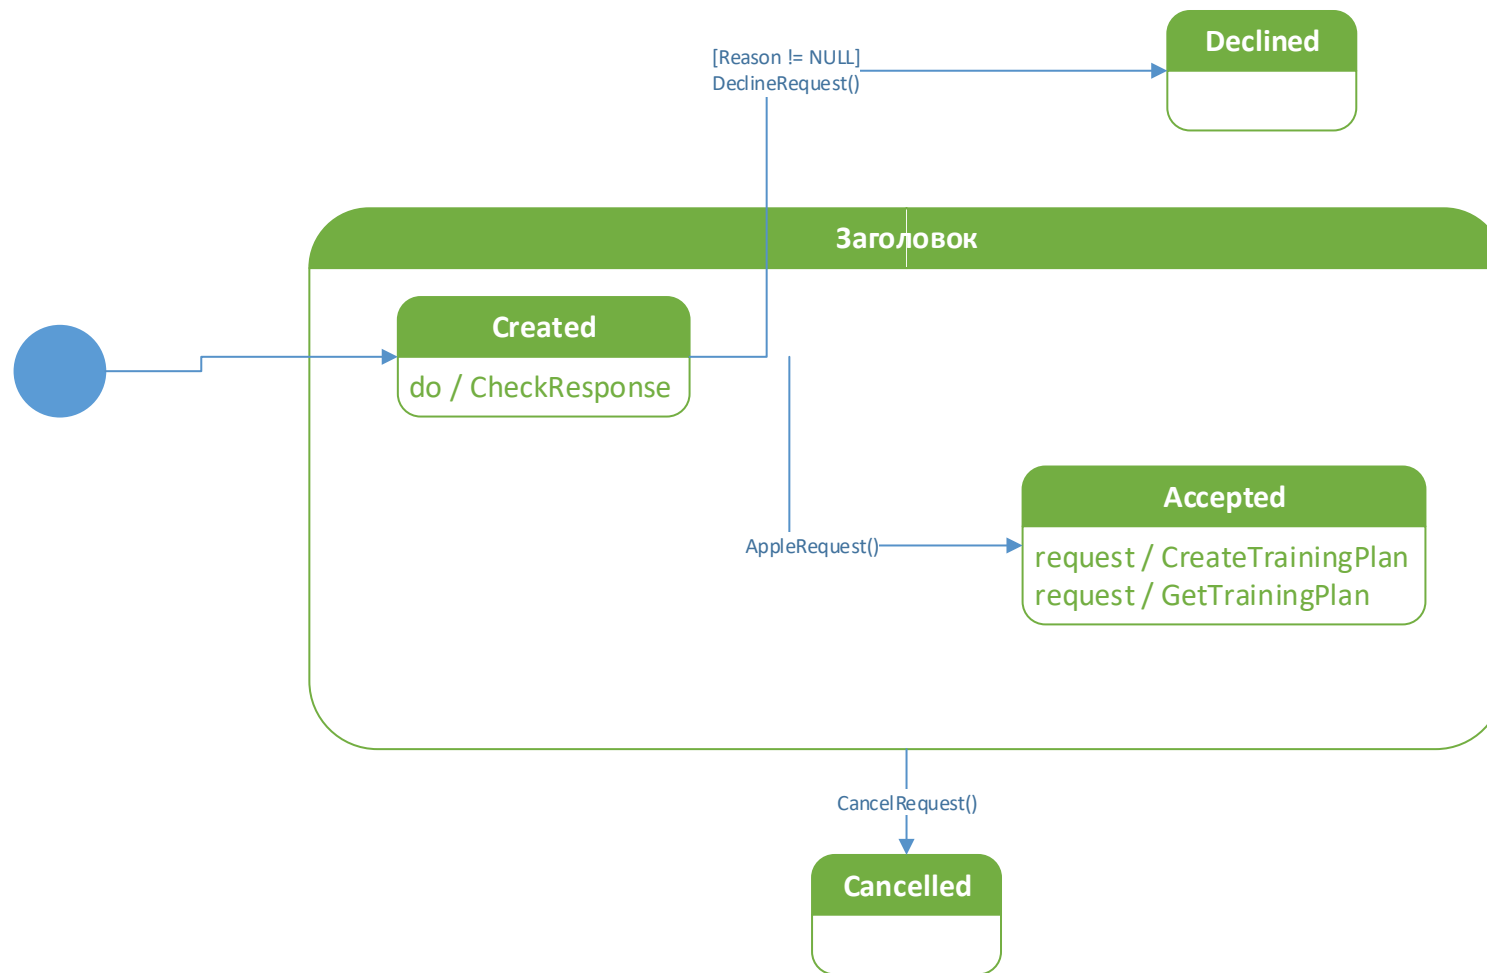 Declined
[Reason != NULL]
DeclineRequest()
Заголовок
Created
do / CheckResponse
Accepted
request / CreateTrainingPlan
request / GetTrainingPlan
AppleRequest()
CancelRequest()
Cancelled